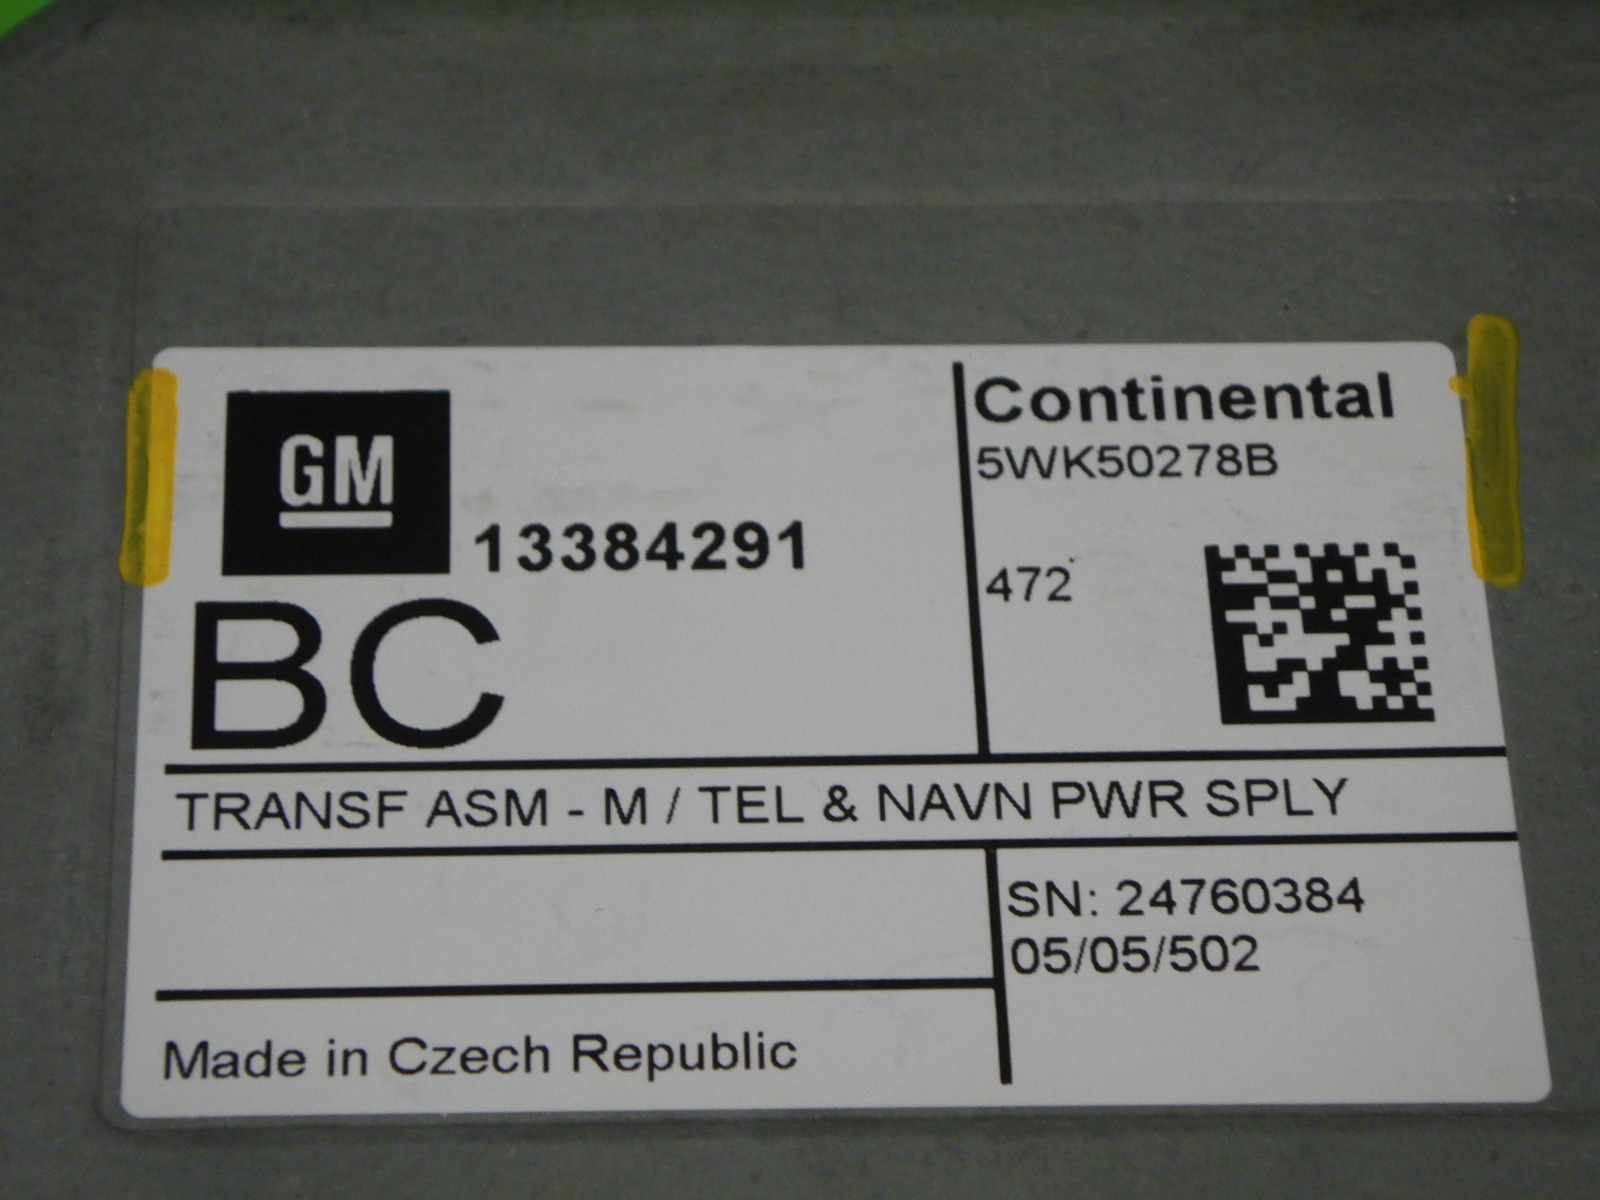 GM
13384291
BC
Continental
5WK50278B
472
TRANSF ASM - M / TEL & NAVN PWR SPLY
SN: 24760384
05/05/502
Made in Czech Republic